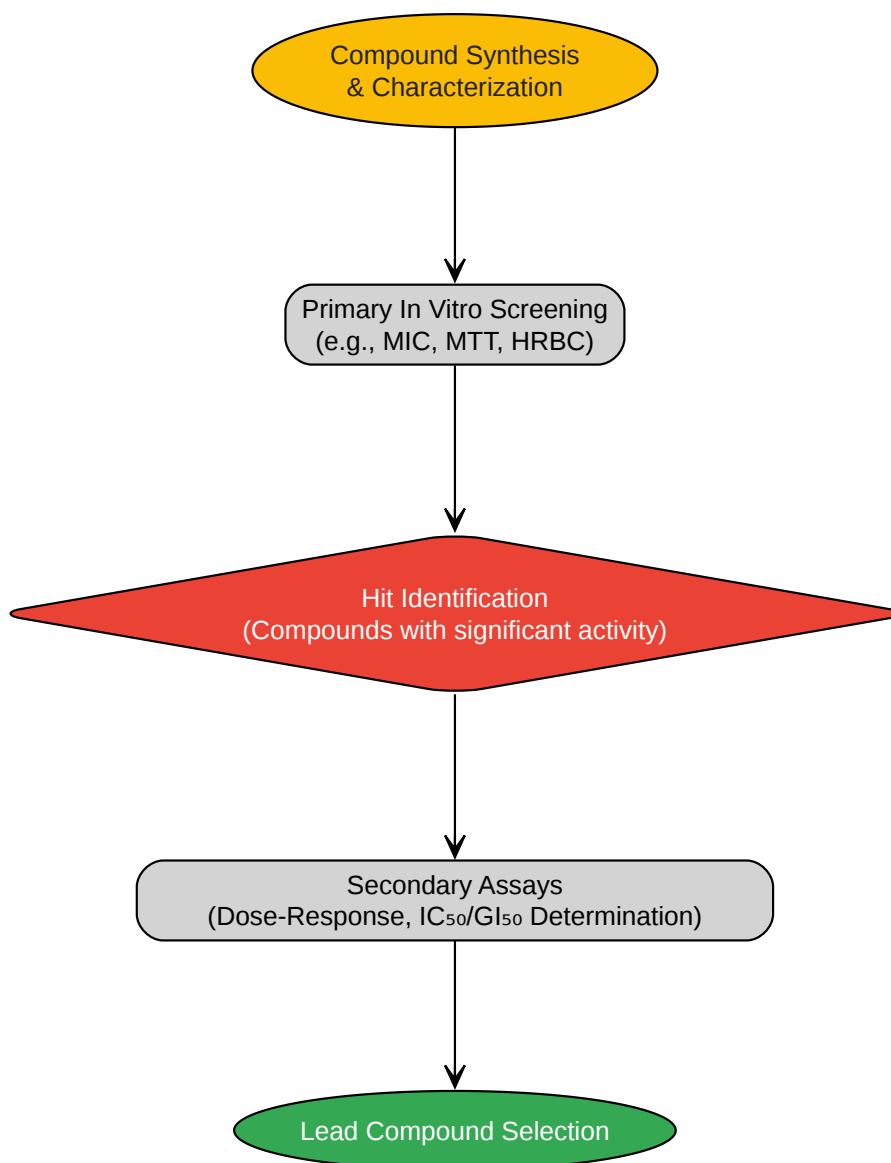 Compound Synthesis
& Characterization
Primary In Vitro Screening
(e.g., MIC, MTT, HRBC)
Hit Identification
(Compounds with significant activity)
Secondary Assays
(Dose-Response, IC₅₀/GI₅₀ Determination)
Lead Compound Selection